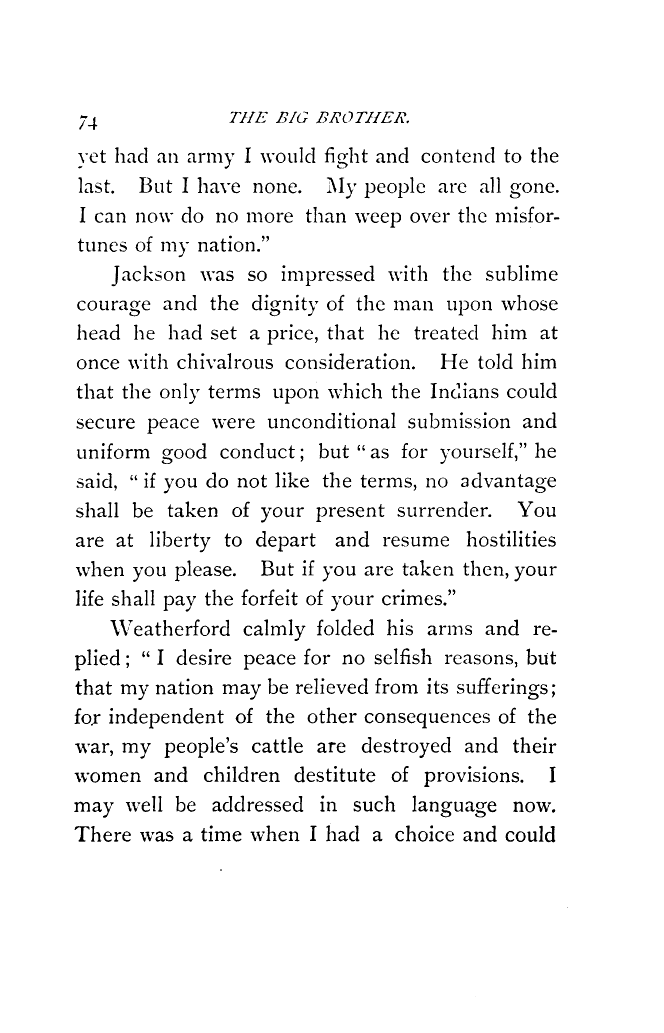 74 THE BIG BROTHER.
yet had an army I would fight and contend to the
last. But I have none. My people are all gone.
I can now do no more than weep over the misfor-
tunes of my nation.”
Jackson was so impressed with the sublime
courage and the dignity of the man upon whose
head he had set a price, that he treated him at
once with chivalrous consideration. He told him
that the only terms upon which the Indians could
secure peace were unconditional submission and
uniform good conduct; but “as for yourself,” he
said, “if you do not like the terms, no advantage
shall be taken of your present surrender. You
are at liberty to depart and resume hostilities
when you please. But if you are taken then, your
life shall pay the forfeit of your crimes.”
Weatherford calmly folded his arms and re-
plied; “I desire peace for no selfish reasons, but
that my nation may be relieved from its sufferings;
for independent of the other consequences of the
war, my people’s cattle are destroyed and their
women and children destitute of provisions. I
may well be addressed in such language now.
There was a time when I had a choice and could